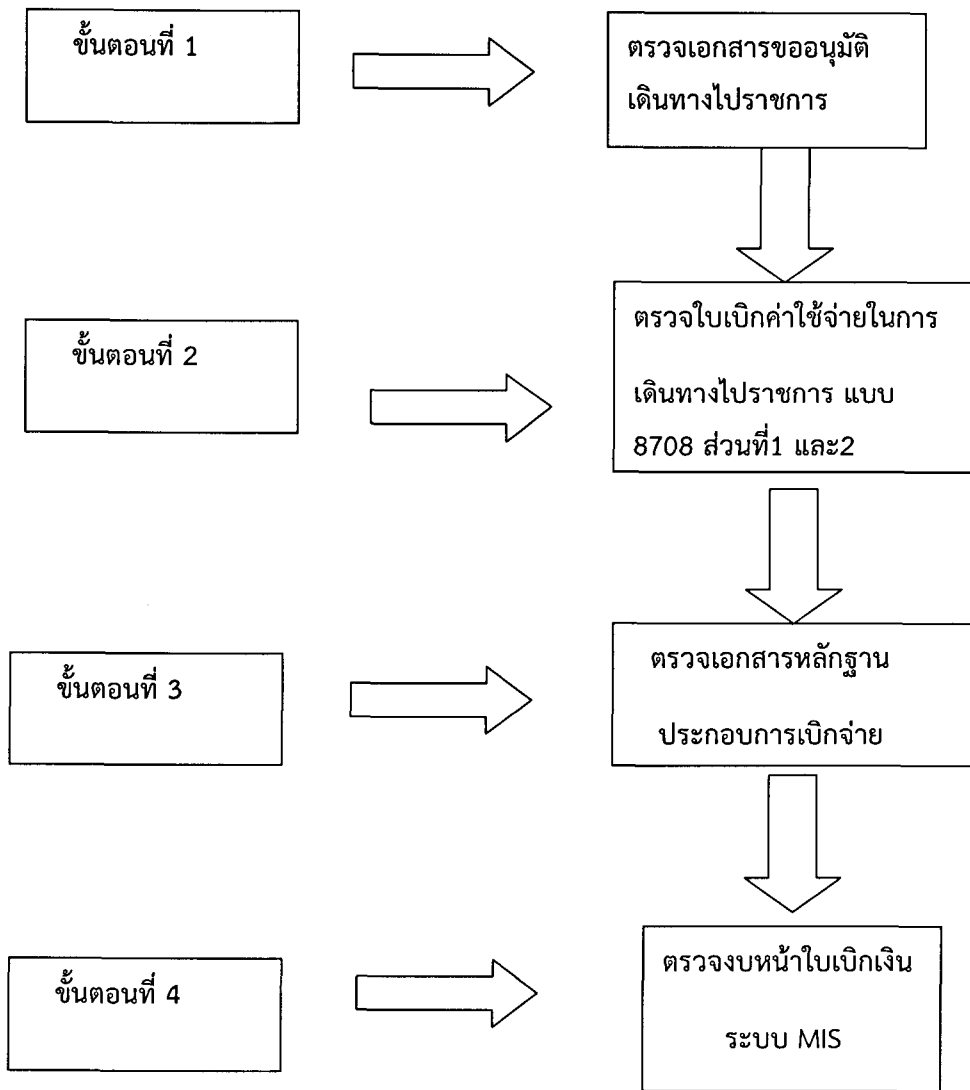 ขั้นตอนที่ 1
ตรวจเอกสารขออนุมัติ
เดินทางไปราชการ
ขั้นตอนที่ 2
ตรวจใบเบิกค่าใช้จ่ายในการ
เดินทางไปราชการ แบบ
8708 ส่วนที่1 และ2
ขั้นตอนที่ 3
ตรวจเอกสารหลักฐาน
ประกอบการเบิกจ่าย
ขั้นตอนที่ 4
ตรวจงบหน้าใบเบิกเงิน
ระบบ MIS